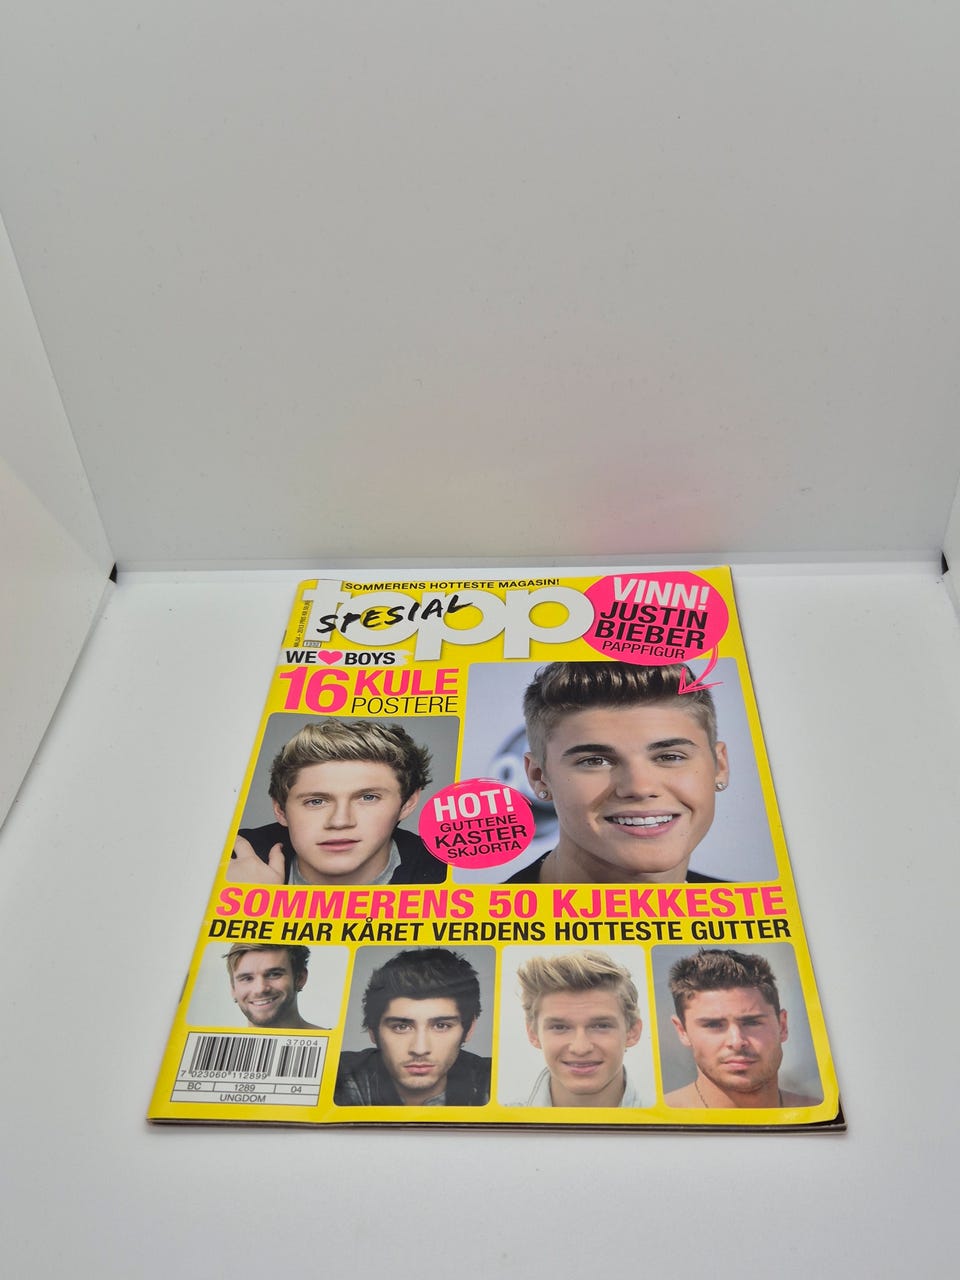 SOMMERENS HOTTESTE MAGASIN!
topp
SPESIAL
WE BOYS
16 KULE
POSTERE
VINN!
JUSTIN
BIEBER
PAPPFIGUR
HOT!
GUTTENE
KASTER
SKJORTA
SOMMERENS 50 KJEKKESTE
DERE HAR KÅRET VERDENS HOTTESTE GUTTER
37004
7 023060 112899
BC 1289 04
UNGDOM